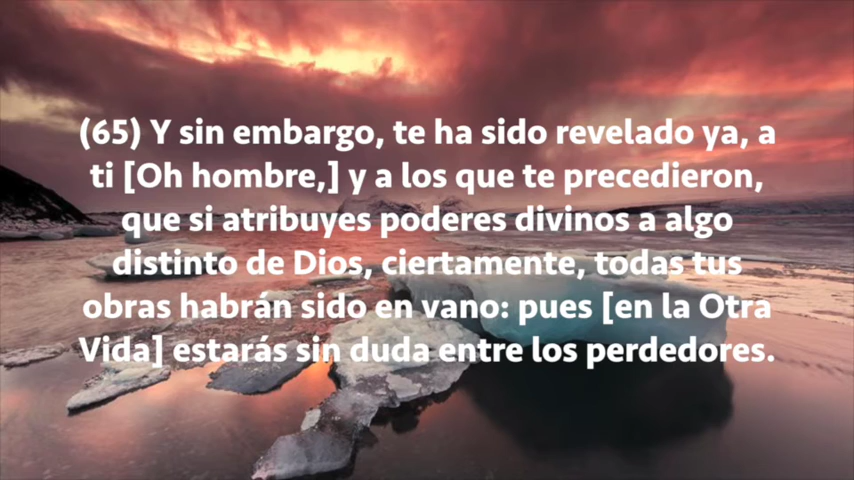 (65) Y sin embargo, te ha sido revelado ya, a
ti [Oh hombre,] y a los que te precedieron,
que si atribuyes poderes divinos a algo
distinto de Dios, ciertamente, todas tus
obras habrán sido en vano: pues [en la Otra
Vida] estarás sin duda entre los perdedores.